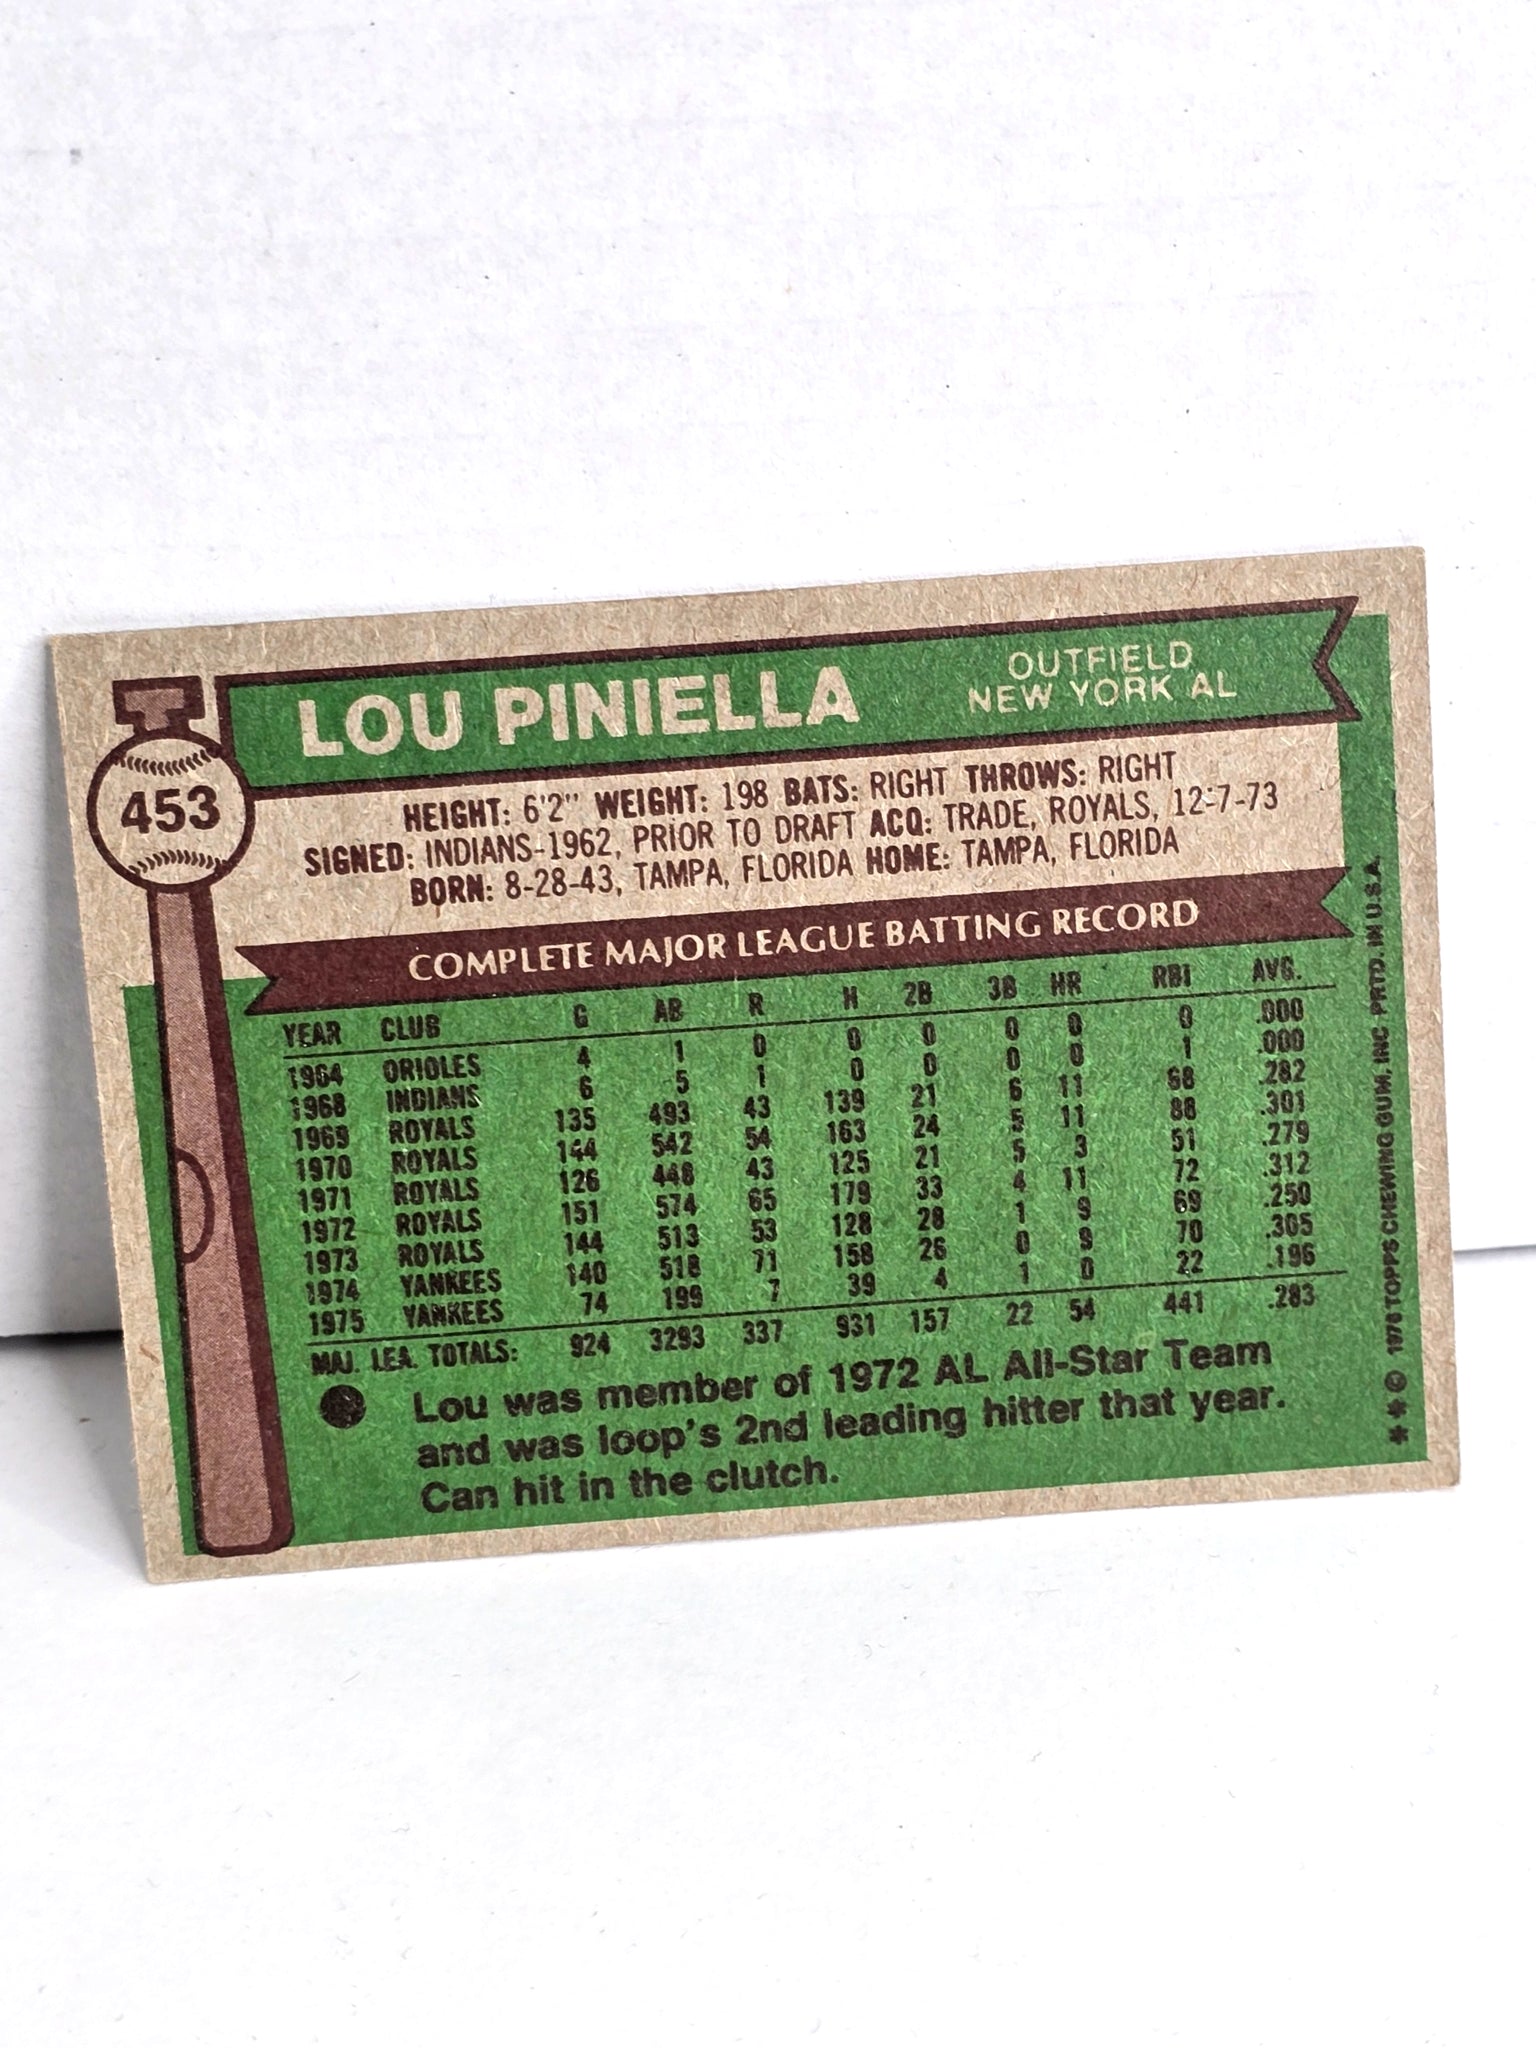 LOU PINIELLA
OUTFIELD
NEW YORK AL
453
HEIGHT: 6'2" WEIGHT: 198 BATS: RIGHT THROWS: RIGHT
SIGNED: INDIANS-1962, PRIOR TO DRAFT ACQ: TRADE, ROYALS, 12-7-73
BORN: 8-28-43, TAMPA, FLORIDA HOME: TAMPA, FLORIDA
COMPLETE MAJOR LEAGUE BATTING RECORD
YEAR CLUB G AB R H 2B 3B HR RBI AVG.
1964 ORIOLES 4 1 0 0 0 0 0 0 .000
1968 INDIANS 6 5 1 0 0 0 0 1 .000
1969 ROYALS 135 493 43 139 21 6 11 68 .282
1970 ROYALS 144 542 54 163 24 5 11 88 .301
1971 ROYALS 126 448 43 125 21 5 3 51 .279
1972 ROYALS 151 574 65 179 33 4 11 72 .312
1973 ROYALS 144 513 53 128 28 1 9 69 .250
1974 YANKEES 140 518 71 158 26 0 9 70 .305
1975 YANKEES 74 199 7 39 4 1 0 22 .196
MAJ. LEA. TOTALS: 924 3293 337 931 157 22 54 441 .283
Lou was member of 1972 AL All-Star Team
and was loop's 2nd leading hitter that year.
Can hit in the clutch.
**© 1976 TOPPS CHEWING GUM, INC PRTD. IN U.S.A.